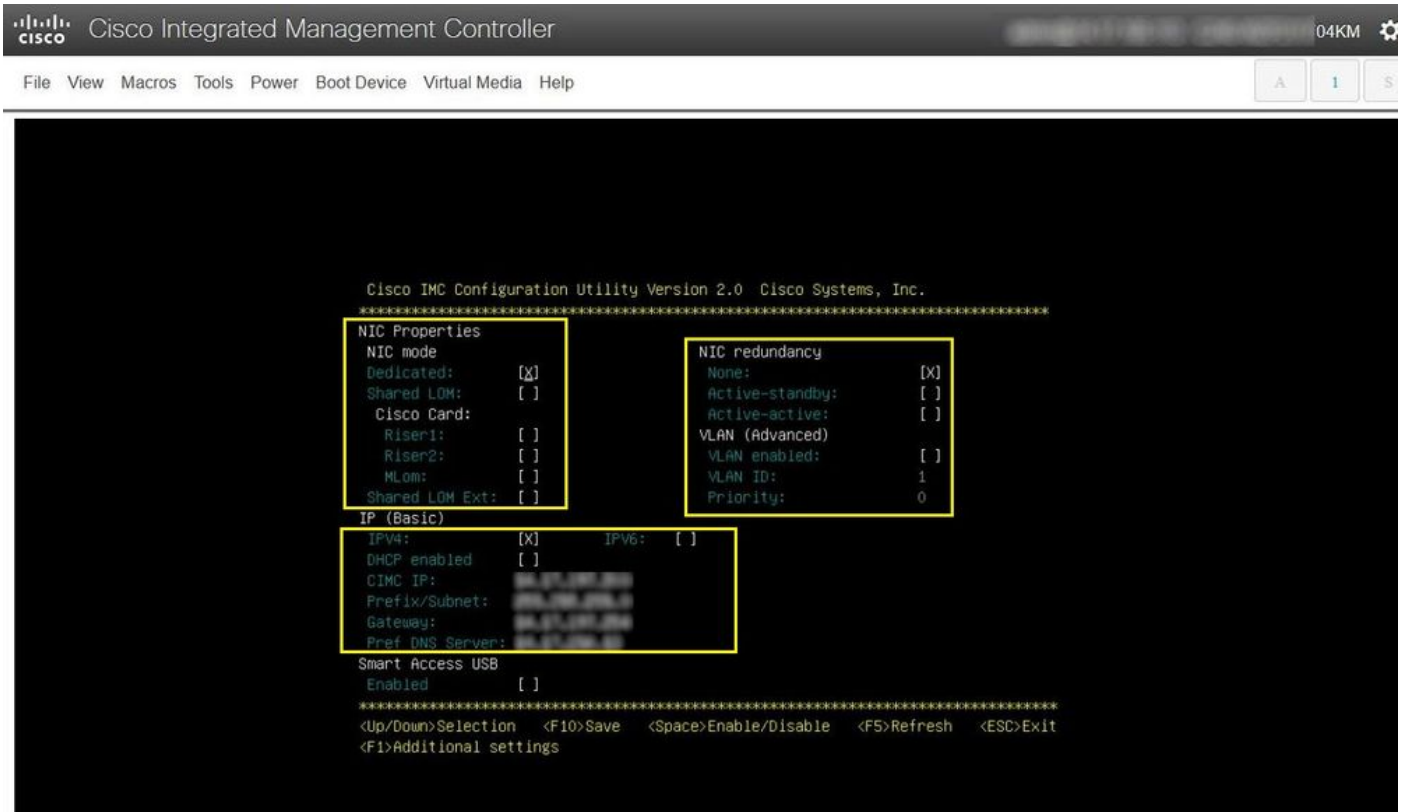 cisco Cisco Integrated Management Controller 04KM
File View Macros Tools Power Boot Device Virtual Media Help A 1 S
Cisco IMC Configuration Utility Version 2.0 Cisco Systems, Inc.
******************************************************************************
NIC Properties
NIC mode NIC redundancy
Dedicated: [X] None: [X]
Shared LOM: [ ] Active-standby: [ ]
Cisco Card: Active-active: [ ]
Riser1: [ ] VLAN (Advanced)
Riser2: [ ] VLAN enabled: [ ]
MLom: [ ] VLAN ID: 1
Shared LOM Ext: [ ] Priority: 0
IP (Basic)
IPV4: [X] IPV6: [ ]
DHCP enabled [ ]
CIMC IP:
Prefix/Subnet:
Gateway:
Pref DNS Server:
Smart Access USB
Enabled [ ]
*******************************************************************************
<Up/Down>Selection <F10>Save <Space>Enable/Disable <F5>Refresh <ESC>Exit
<F1>Additional settings